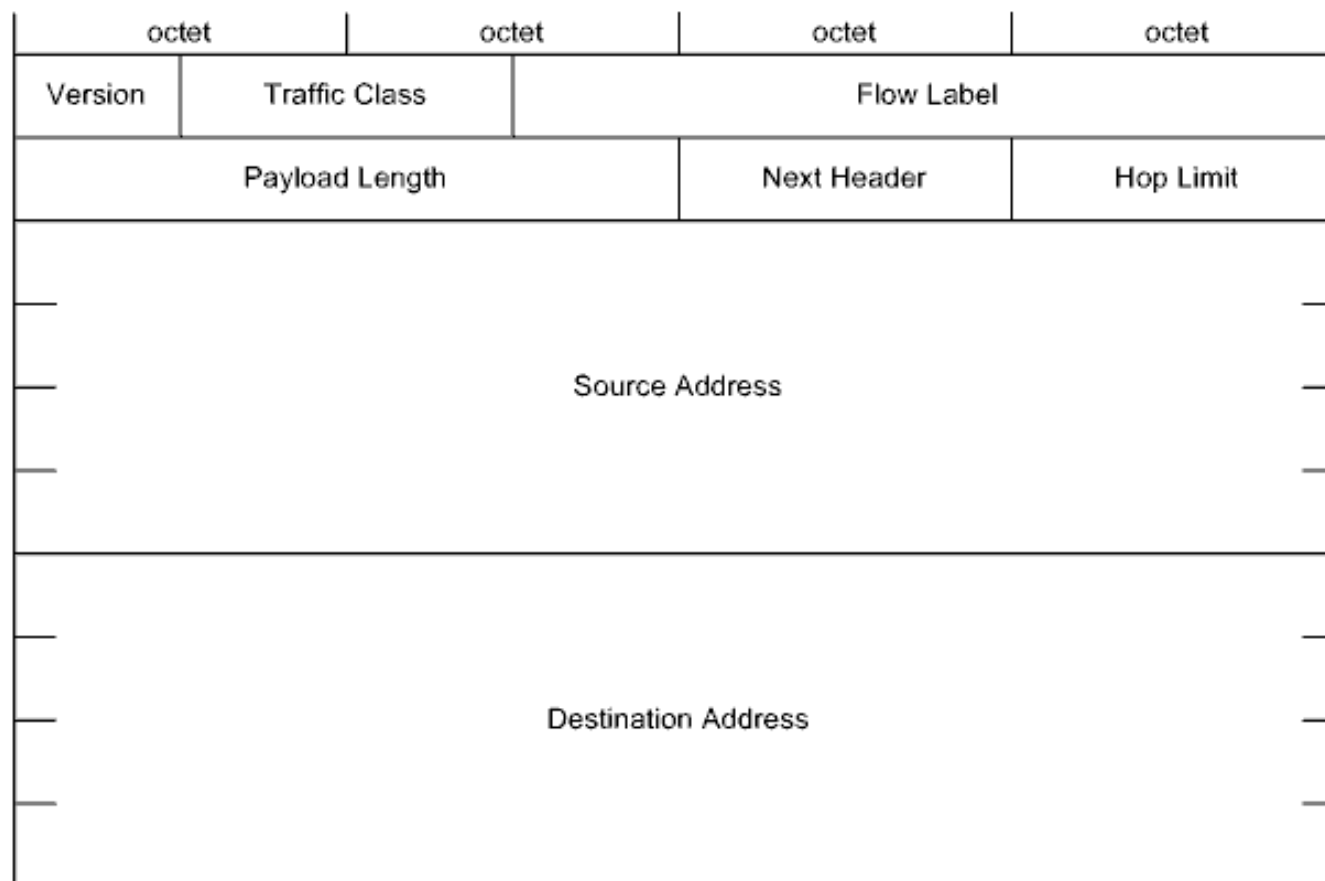 octet octet octet octet
Version Traffic Class Flow Label
Payload Length Next Header Hop Limit
Source Address
Destination Address